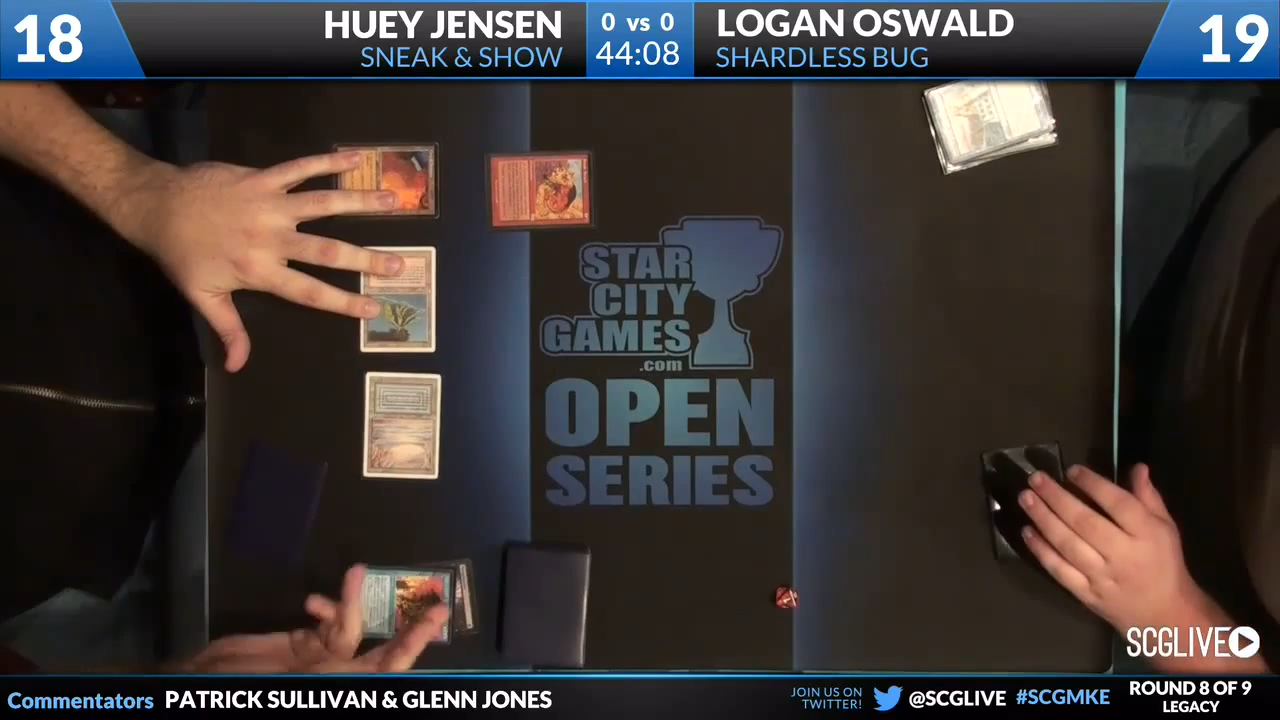 18
HUEY JENSEN
SNEAK & SHOW
0 vs 0
44:08
LOGAN OSWALD
SHARDLESS BUG
19
STAR
CITY
GAMES
.com
OPEN
SERIES
SCGLIVE
Commentators PATRICK SULLIVAN & GLENN JONES
JOIN US ON
TWITTER!
@SCGLIVE #SCGMKE
ROUND 8 OF 9
LEGACY